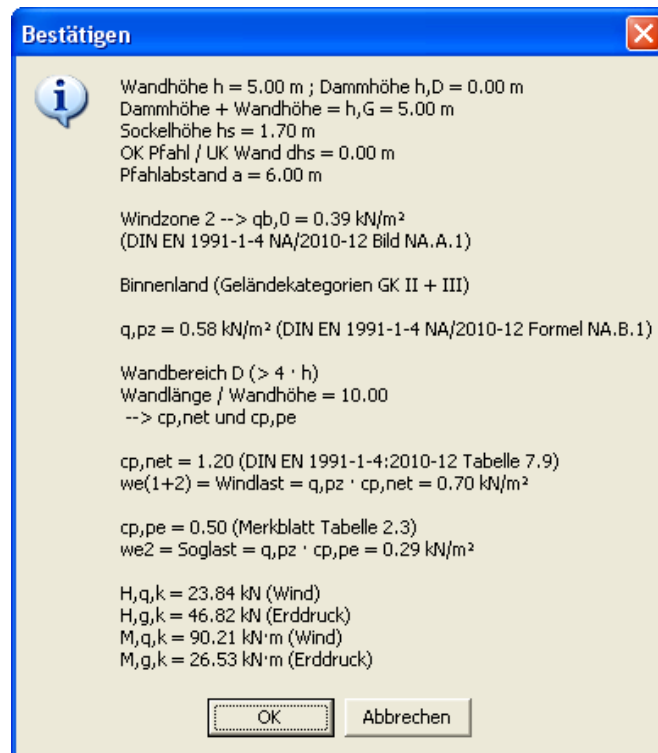 Bestätigen
Wandhöhe h = 5.00 m ; Dammhöhe h,D = 0.00 m
Dammhöhe + Wandhöhe = h,G = 5.00 m
Sockelhöhe hs = 1.70 m
OK Pfahl / UK Wand dhs = 0.00 m
Pfahlabstand a = 6.00 m
Windzone 2 --> qb,0 = 0.39 kN/m²
(DIN EN 1991-1-4 NA/2010-12 Bild NA.A.1)
Binnenland (Geländekategorien GK II + III)
q,pz = 0.58 kN/m² (DIN EN 1991-1-4 NA/2010-12 Formel NA.B.1)
Wandbereich D (> 4 · h)
Wandlänge / Wandhöhe = 10.00
--> cp,net und cp,pe
cp,net = 1.20 (DIN EN 1991-1-4:2010-12 Tabelle 7.9)
we(1+2) = Windlast = q,pz · cp,net = 0.70 kN/m²
cp,pe = 0.50 (Merkblatt Tabelle 2.3)
we2 = Soglast = q,pz · cp,pe = 0.29 kN/m²
H,q,k = 23.84 kN (Wind)
H,g,k = 46.82 kN (Erddruck)
M,q,k = 90.21 kN·m (Wind)
M,g,k = 26.53 kN·m (Erddruck)
OK Abbrechen